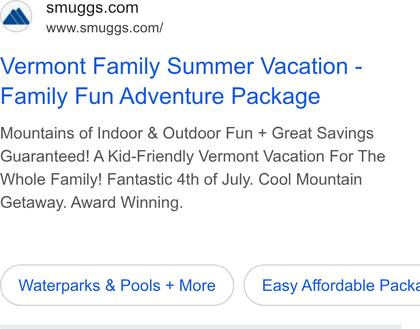 smuggs.com
www.smuggs.com/
Vermont Family Summer Vacation -
Family Fun Adventure Package
Mountains of Indoor & Outdoor Fun + Great Savings
Guaranteed! A Kid-Friendly Vermont Vacation For The
Whole Family! Fantastic 4th of July. Cool Mountain
Getaway. Award Winning.
Waterparks & Pools + More
Easy Affordable Packa